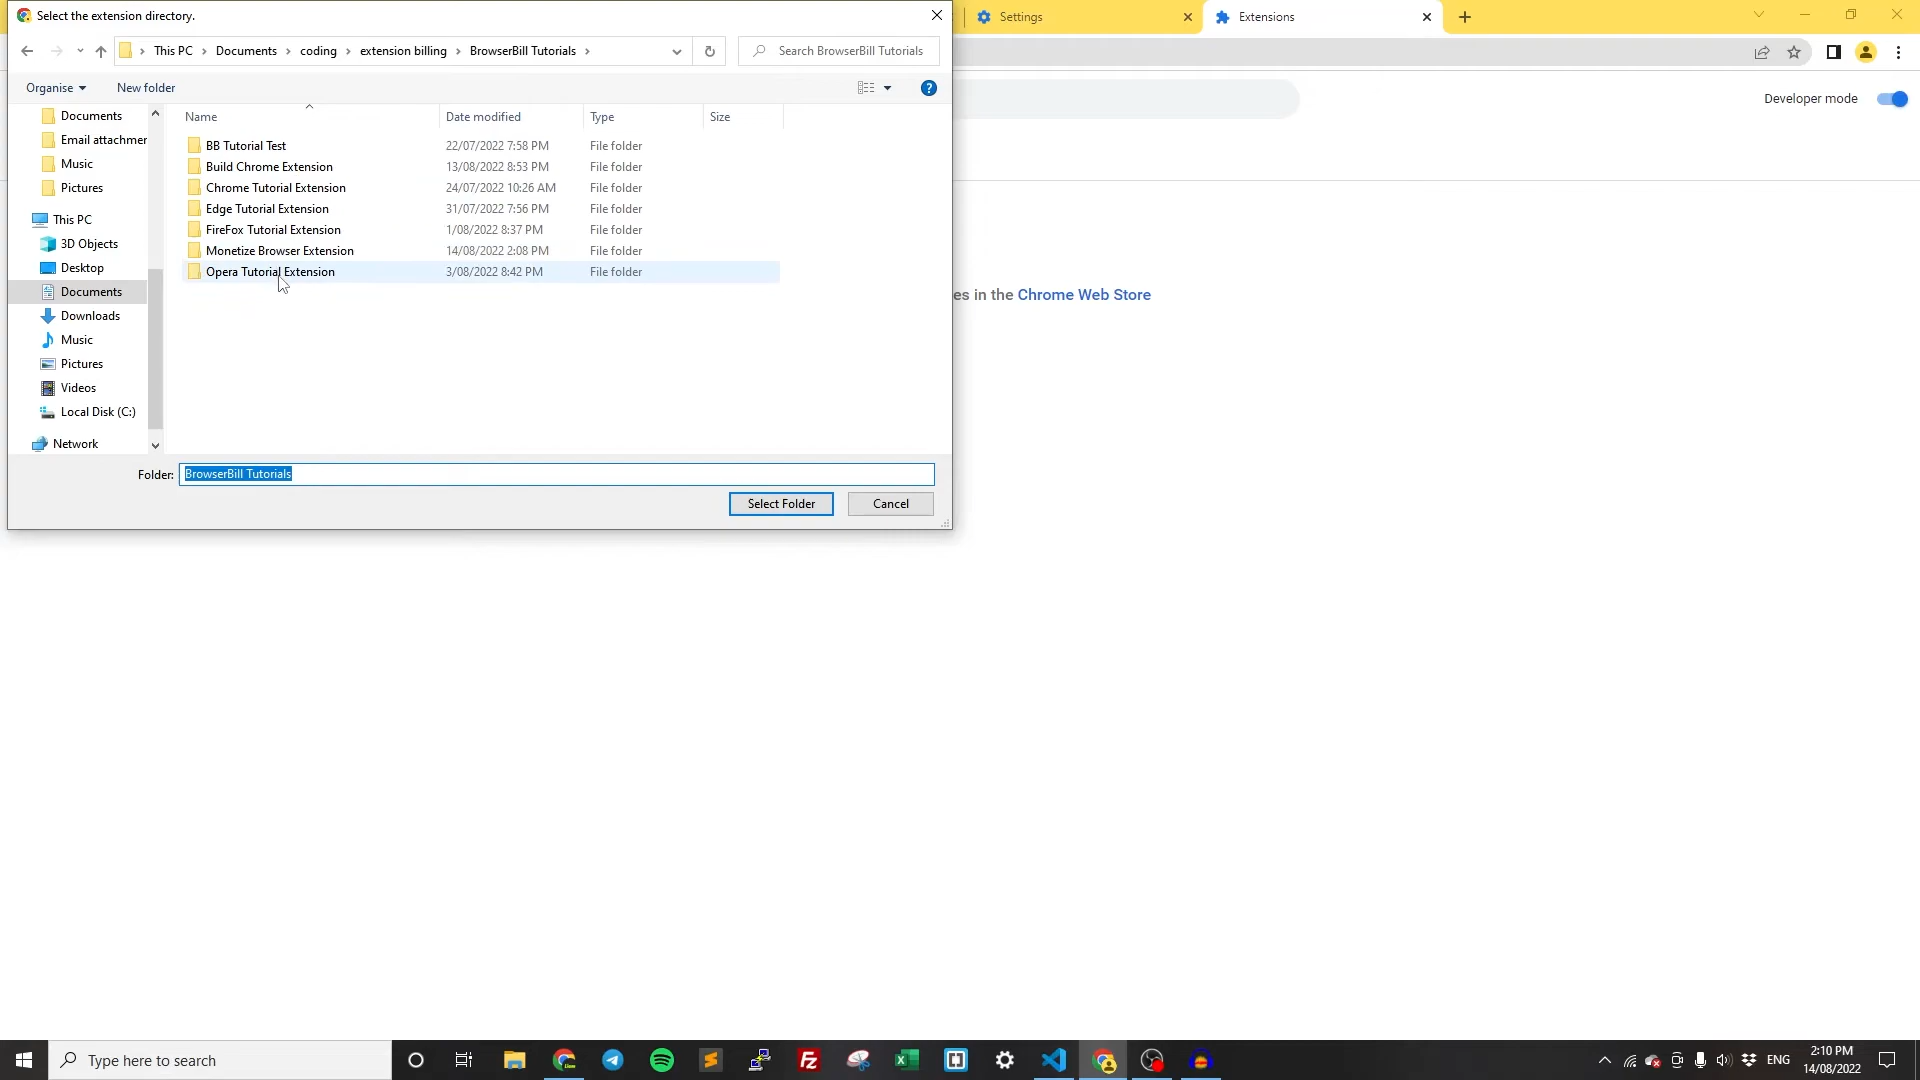 Select the extension directory.
Settings
Extensions
This PC > Documents > coding > extension billing > BrowserBill Tutorials >
Search BrowserBill Tutorials
Organise
New folder
Developer mode
Documents
Email attachmer
Music
Pictures
This PC
3D Objects
Desktop
Documents
Downloads
Music
Pictures
Videos
Local Disk (C:)
Network
Name Date modified Type Size
BB Tutorial Test 22/07/2022 7:58 PM File folder
Build Chrome Extension 13/08/2022 8:53 PM File folder
Chrome Tutorial Extension 24/07/2022 10:26 AM File folder
Edge Tutorial Extension 31/07/2022 7:56 PM File folder
FireFox Tutorial Extension 1/08/2022 8:37 PM File folder
Monetize Browser Extension 14/08/2022 2:08 PM File folder
Opera Tutorial Extension 3/08/2022 8:42 PM File folder
es in the Chrome Web Store
Folder: BrowserBill Tutorials
Select Folder
Cancel
Type here to search
ENG
2:10 PM
14/08/2022